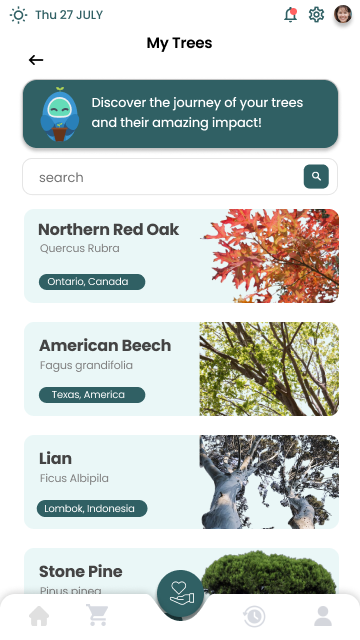 Thu 27 JULY
My Trees
Discover the journey of your trees
and their amazing impact!
search
Northern Red Oak
Quercus Rubra
Ontario, Canada
American Beech
Fagus grandifolia
Texas, America
Lian
Ficus Albipila
Lombok, Indonesia
Stone Pine
Pinus pinea